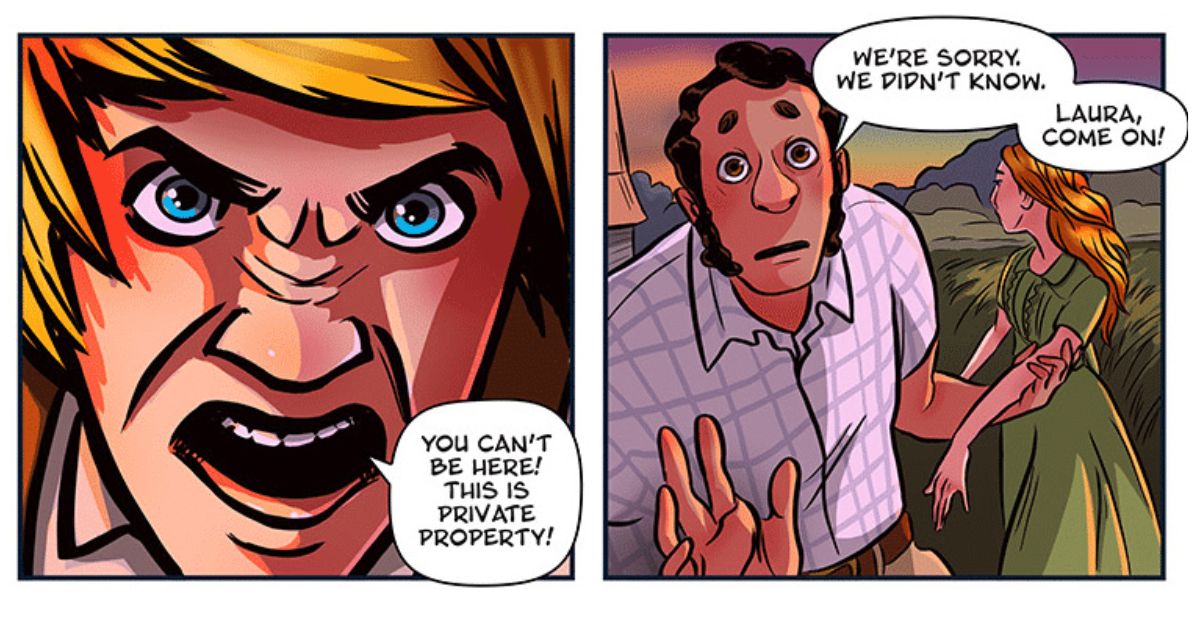 YOU CAN'T
BE HERE!
THIS IS
PRIVATE
PROPERTY!
WE'RE SORRY.
WE DIDN'T KNOW.
LAURA,
COME ON!